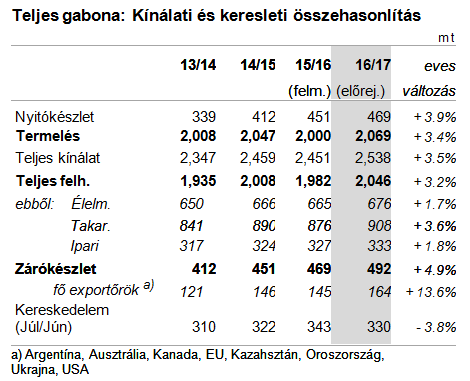 Teljes gabona: Kínálati és keresleti összehasonlítás
m t
13/14 14/15 15/16 16/17 eves
(felm.) (előrej.) változás
Nyitókészlet 339 412 451 469 + 3.9%
Termelés 2,008 2,047 2,000 2,069 + 3.4%
Teljes kínálat 2,347 2,459 2,451 2,538 + 3.5%
Teljes felh. 1,935 2,008 1,982 2,046 + 3.2%
ebből: Élelm. 650 666 665 676 + 1.7%
Takar. 841 890 876 908 + 3.6%
Ipari 317 324 327 333 + 1.8%
Zárókészlet 412 451 469 492 + 4.9%
fő exportőrök a) 121 146 145 164 + 13.6%
Kereskedelem
(Júl/Jún) 310 322 343 330 - 3.8%
a) Argentína, Ausztrália, Kanada, EU, Kazahsztán, Oroszország,
Ukrajna, USA